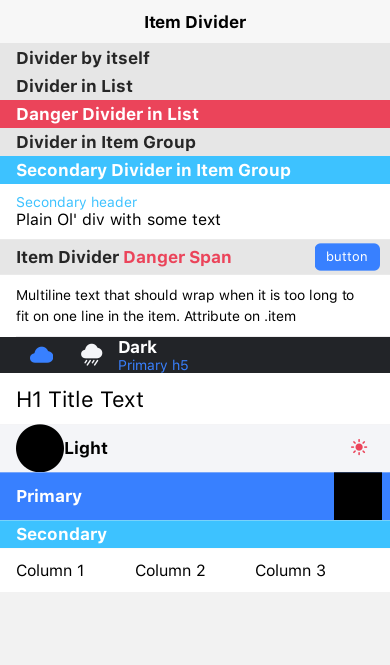 Item Divider
Divider by itself
Divider in List
Danger Divider in List
Divider in Item Group
Secondary Divider in Item Group
Secondary header
Plain Ol' div with some text
Item Divider Danger Span button
Multiline text that should wrap when it is too long to
fit on one line in the item. Attribute on .item
Dark
Primary h5
H1 Title Text
Light
Primary
Secondary
Column 1 Column 2 Column 3